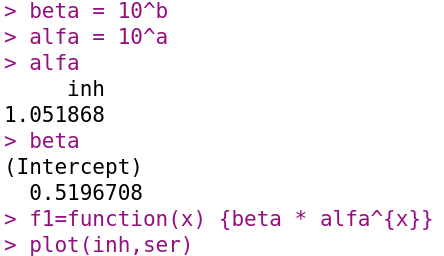 > beta = 10^b
> alfa = 10^a
> alfa
     inh
1.051868
> beta
(Intercept)
  0.5196708
> f1=function(x) {beta * alfa^{x}}
> plot(inh,ser)